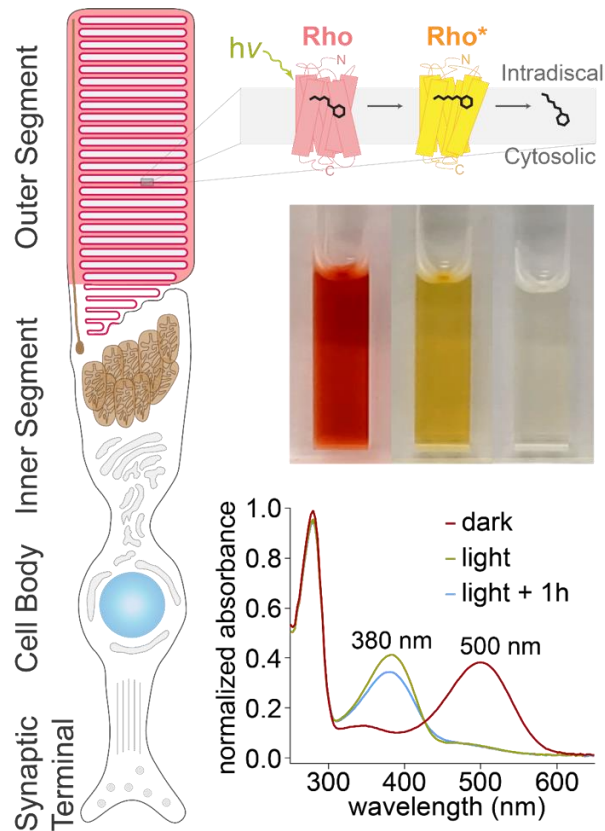 Outer Segment
Inner Segment
Cell Body
Synaptic
Terminal
hν
Rho
Rho*
N
N
Intradiscal
Cytosolic
C
C
normalized absorbance
1.0
0.8
0.6
0.4
0.2
0.0
dark
light
light + 1h
380 nm
500 nm
300
400
500
600
wavelength (nm)